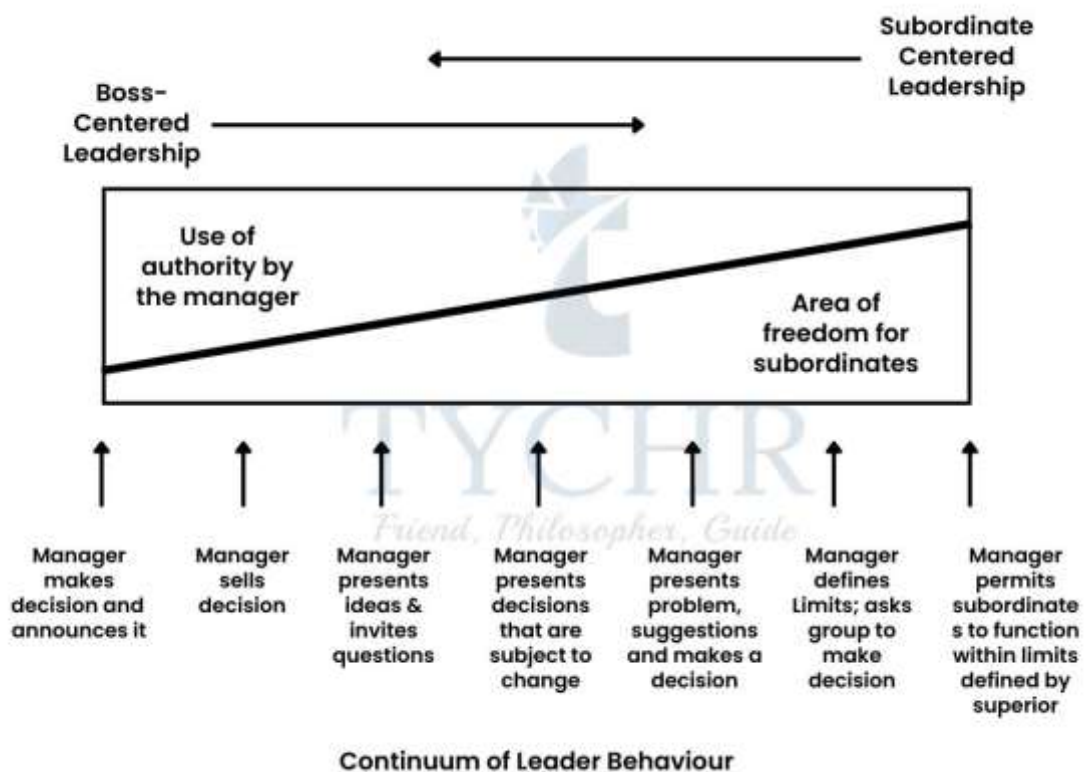 Subordinate
Centered
Leadership
Boss-
Centered
Leadership
Use of
authority by
the manager
Area of
freedom for
subordinates
TYCHR
Friend, Philosopher, Guide
Manager
makes
decision and
announces it
Manager
sells
decision
Manager
presents
ideas &
invites
questions
Manager
presents
decisions
that are
subject to
change
Manager
presents
problem,
suggestions
and makes a
decision
Manager
defines
Limits; asks
group to
make
decision
Manager
permits
subordinate
s to function
within limits
defined by
superior
Continuum of Leader Behaviour